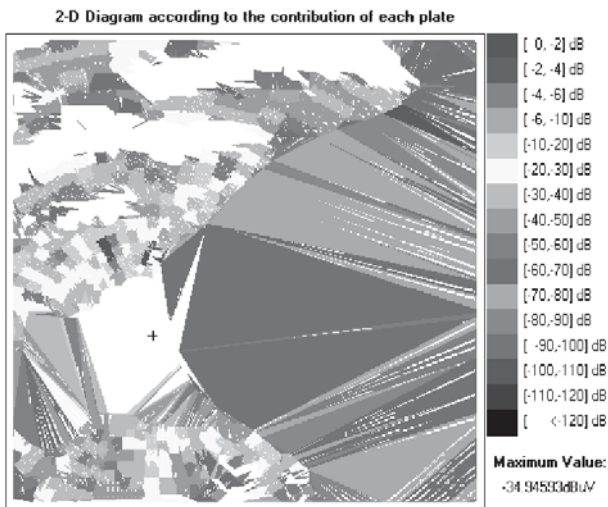 2-D Diagram according to the contribution of each plate
[ 0, -2] dB
[-2, -4] dB
[-4, -6] dB
[-6, -10] dB
[-10,-20] dB
[-20,-30] dB
[-30,-40] dB
[-40,-50] dB
[-50,-60] dB
[-60,-70] dB
[-70,-80] dB
[-80,-90] dB
[ -90,-100] dB
[-100,-110] dB
[-110,-120] dB
[ <-120] dB
Maximum Value:
-34.94593dBuV